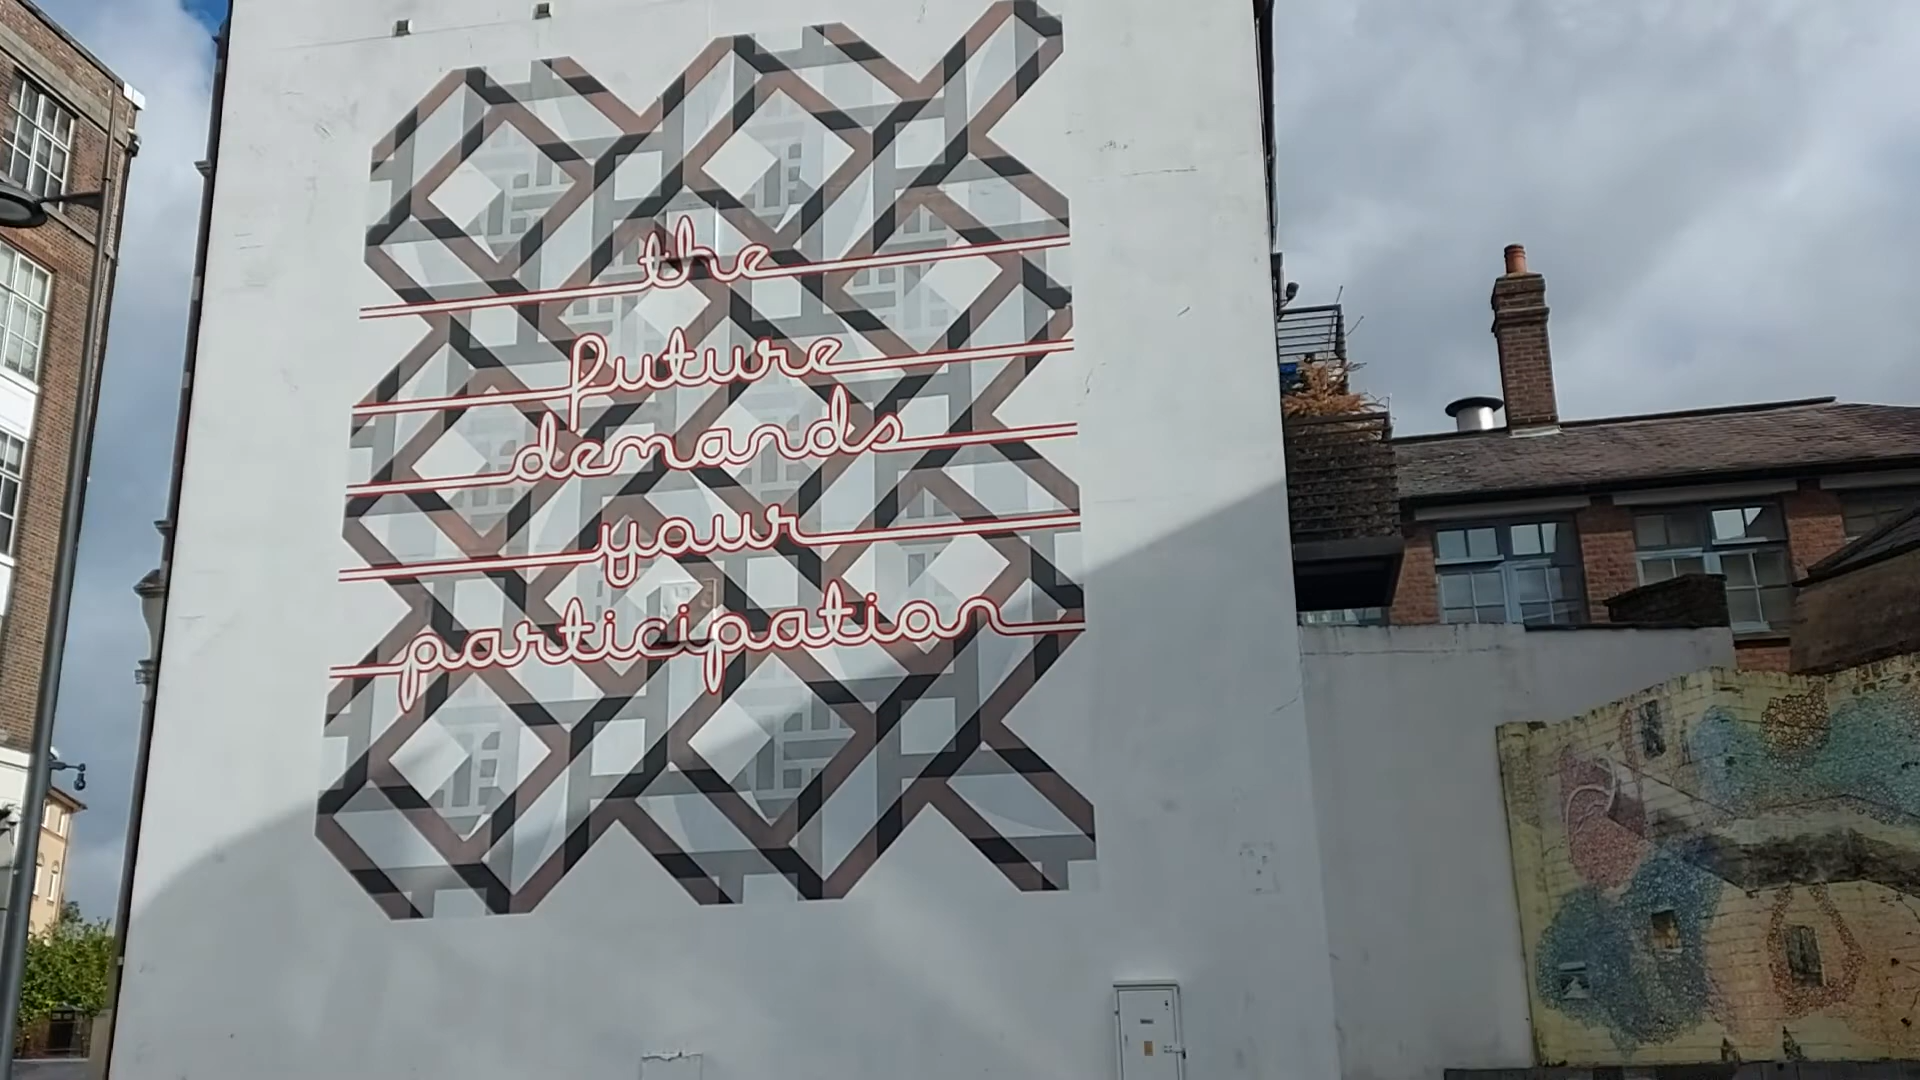 the
future
demands
your
participation